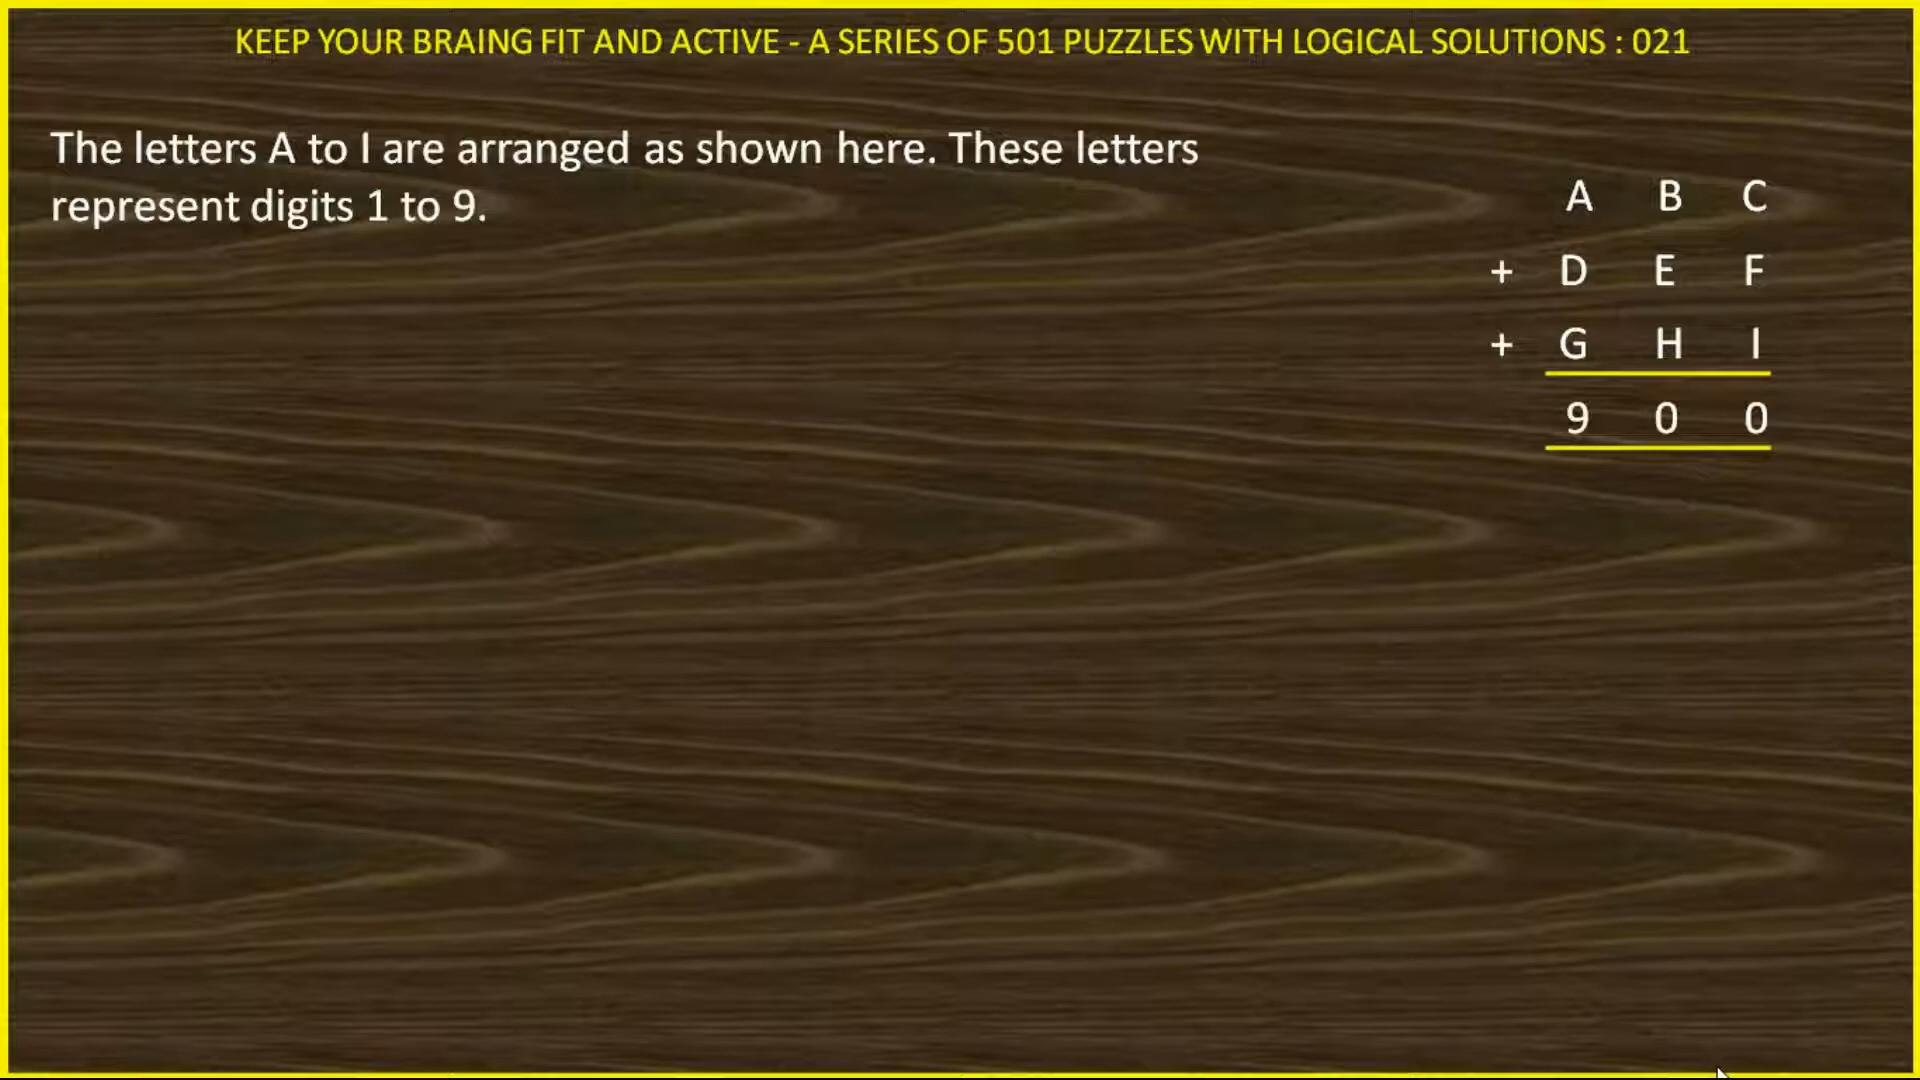 KEEP YOUR BRAING FIT AND ACTIVE - A SERIES OF 501 PUZZLES WITH LOGICAL SOLUTIONS : 021
The letters A to I are arranged as shown here. These letters
represent digits 1 to 9.
A B C
+ D E F
+ G H I
9 0 0